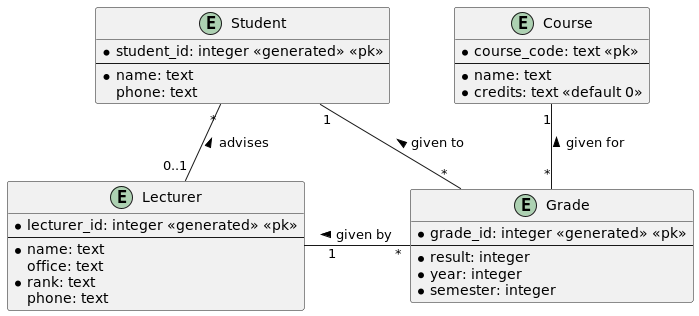 E Student
* student_id: integer «generated» «pk»
* name: text
phone: text
E Course
* course_code: text «pk»
* name: text
* credits: text «default 0»
*
advises
0..1
1
given to
*
1
given for
*
E Lecturer
* lecturer_id: integer «generated» «pk»
* name: text
office: text
* rank: text
phone: text
given by
1
*
E Grade
* grade_id: integer «generated» «pk»
* result: integer
* year: integer
* semester: integer